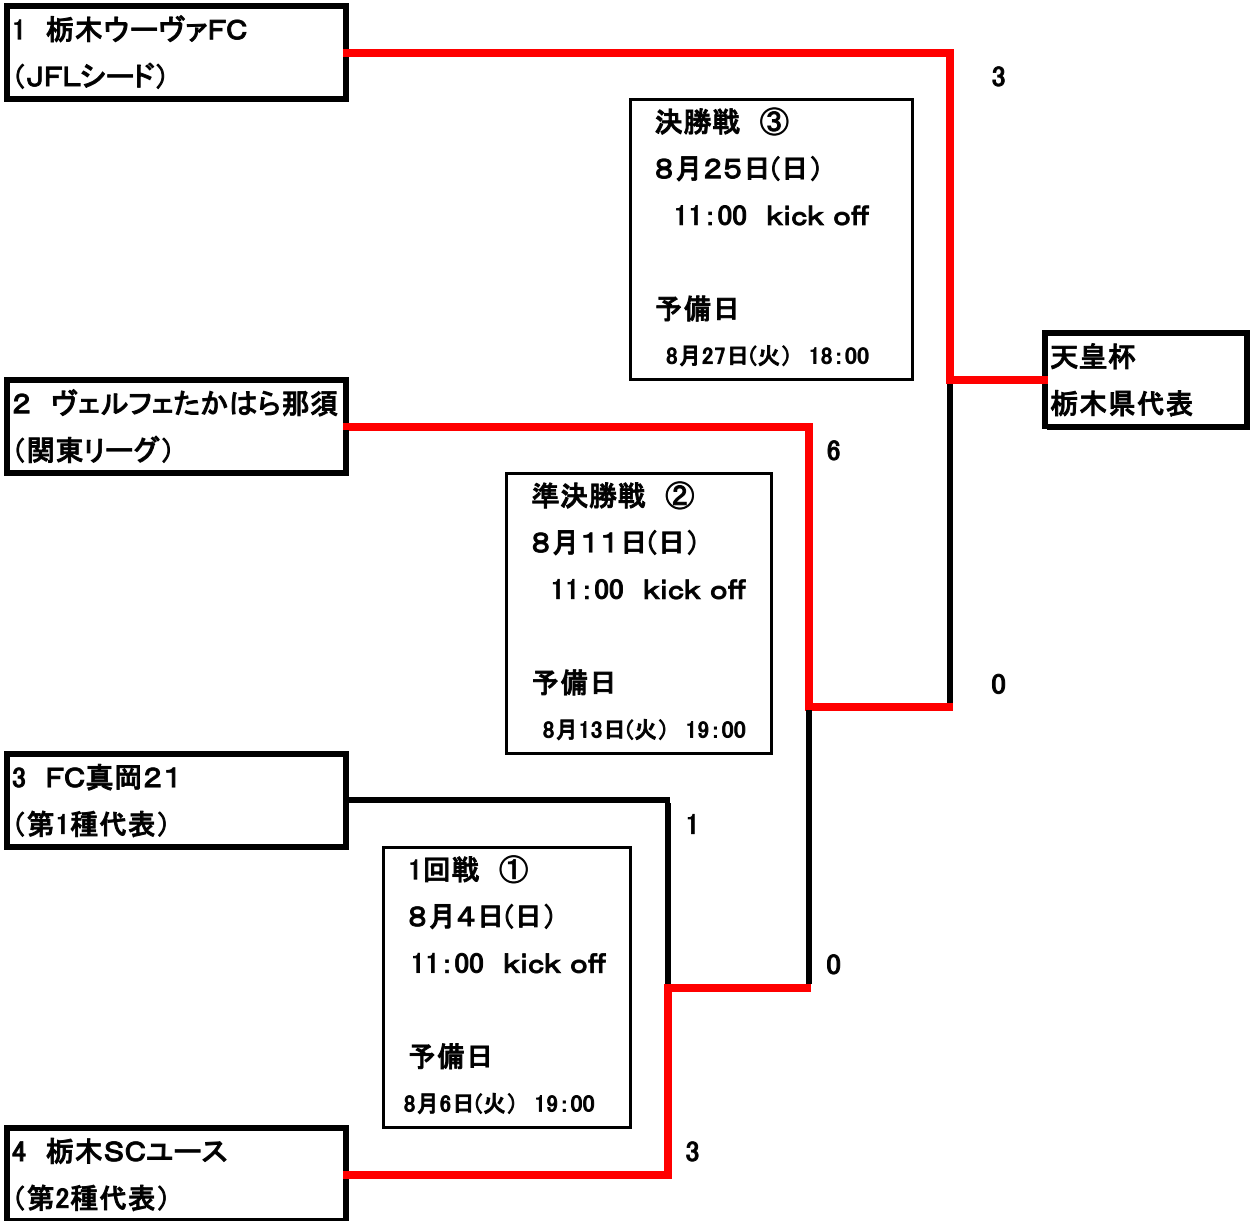 1 栃木ウーヴァFC
（JFLシード）
3
決勝戦 ③
８月２５日(日)
11：00 kick off
予備日
8月27日(火) 18：00
天皇杯
栃木県代表
２ ヴェルフェたかはら那須
（関東リーグ）
6
準決勝戦 ②
８月１１日(日)
11：00 kick off
予備日
8月13日(火) 19：00
0
3 FC真岡２１
（第1種代表）
1
1回戦 ①
８月４日(日)
11：00 kick off
予備日
8月6日(火) 19：00
0
4 栃木SCユース
（第2種代表）
3